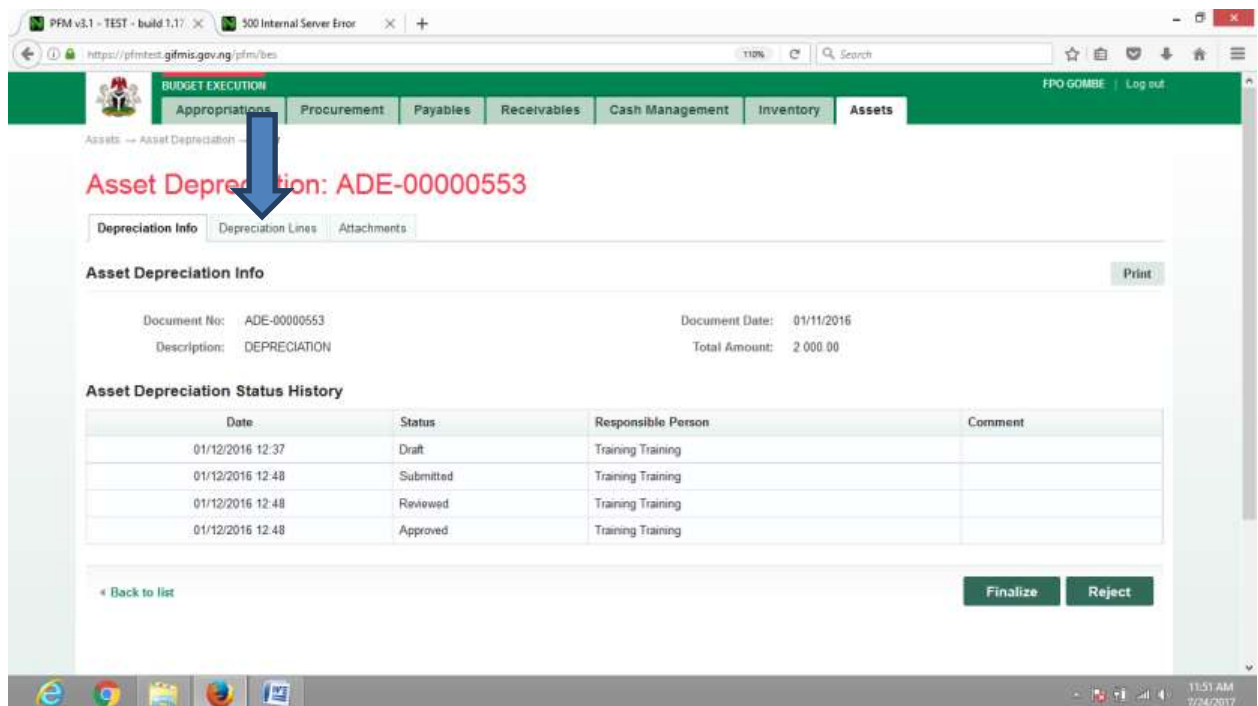 PFM v3.1 - TEST - build 1.17
500 Internal Server Error
https://pfmtest.gifmis.gov.ng/pfm/bes
110%
Search
BUDGET EXECUTION
FPO GOMBE | Log out
Appropriations Procurement Payables Receivables Cash Management Inventory Assets
Assets → Asset Depreciation →
Asset Depre tion: ADE-00000553
Depreciation Info Depreciation Lines Attachments
Asset Depreciation Info
Print
Document No: ADE-00000553 Document Date: 01/11/2016
Description: DEPRECIATION Total Amount: 2 000.00
Asset Depreciation Status History
Date Status Responsible Person Comment
01/12/2016 12:37 Draft Training Training
01/12/2016 12:48 Submitted Training Training
01/12/2016 12:48 Reviewed Training Training
01/12/2016 12:48 Approved Training Training
« Back to list
Finalize Reject
11:51 AM
7/24/2017